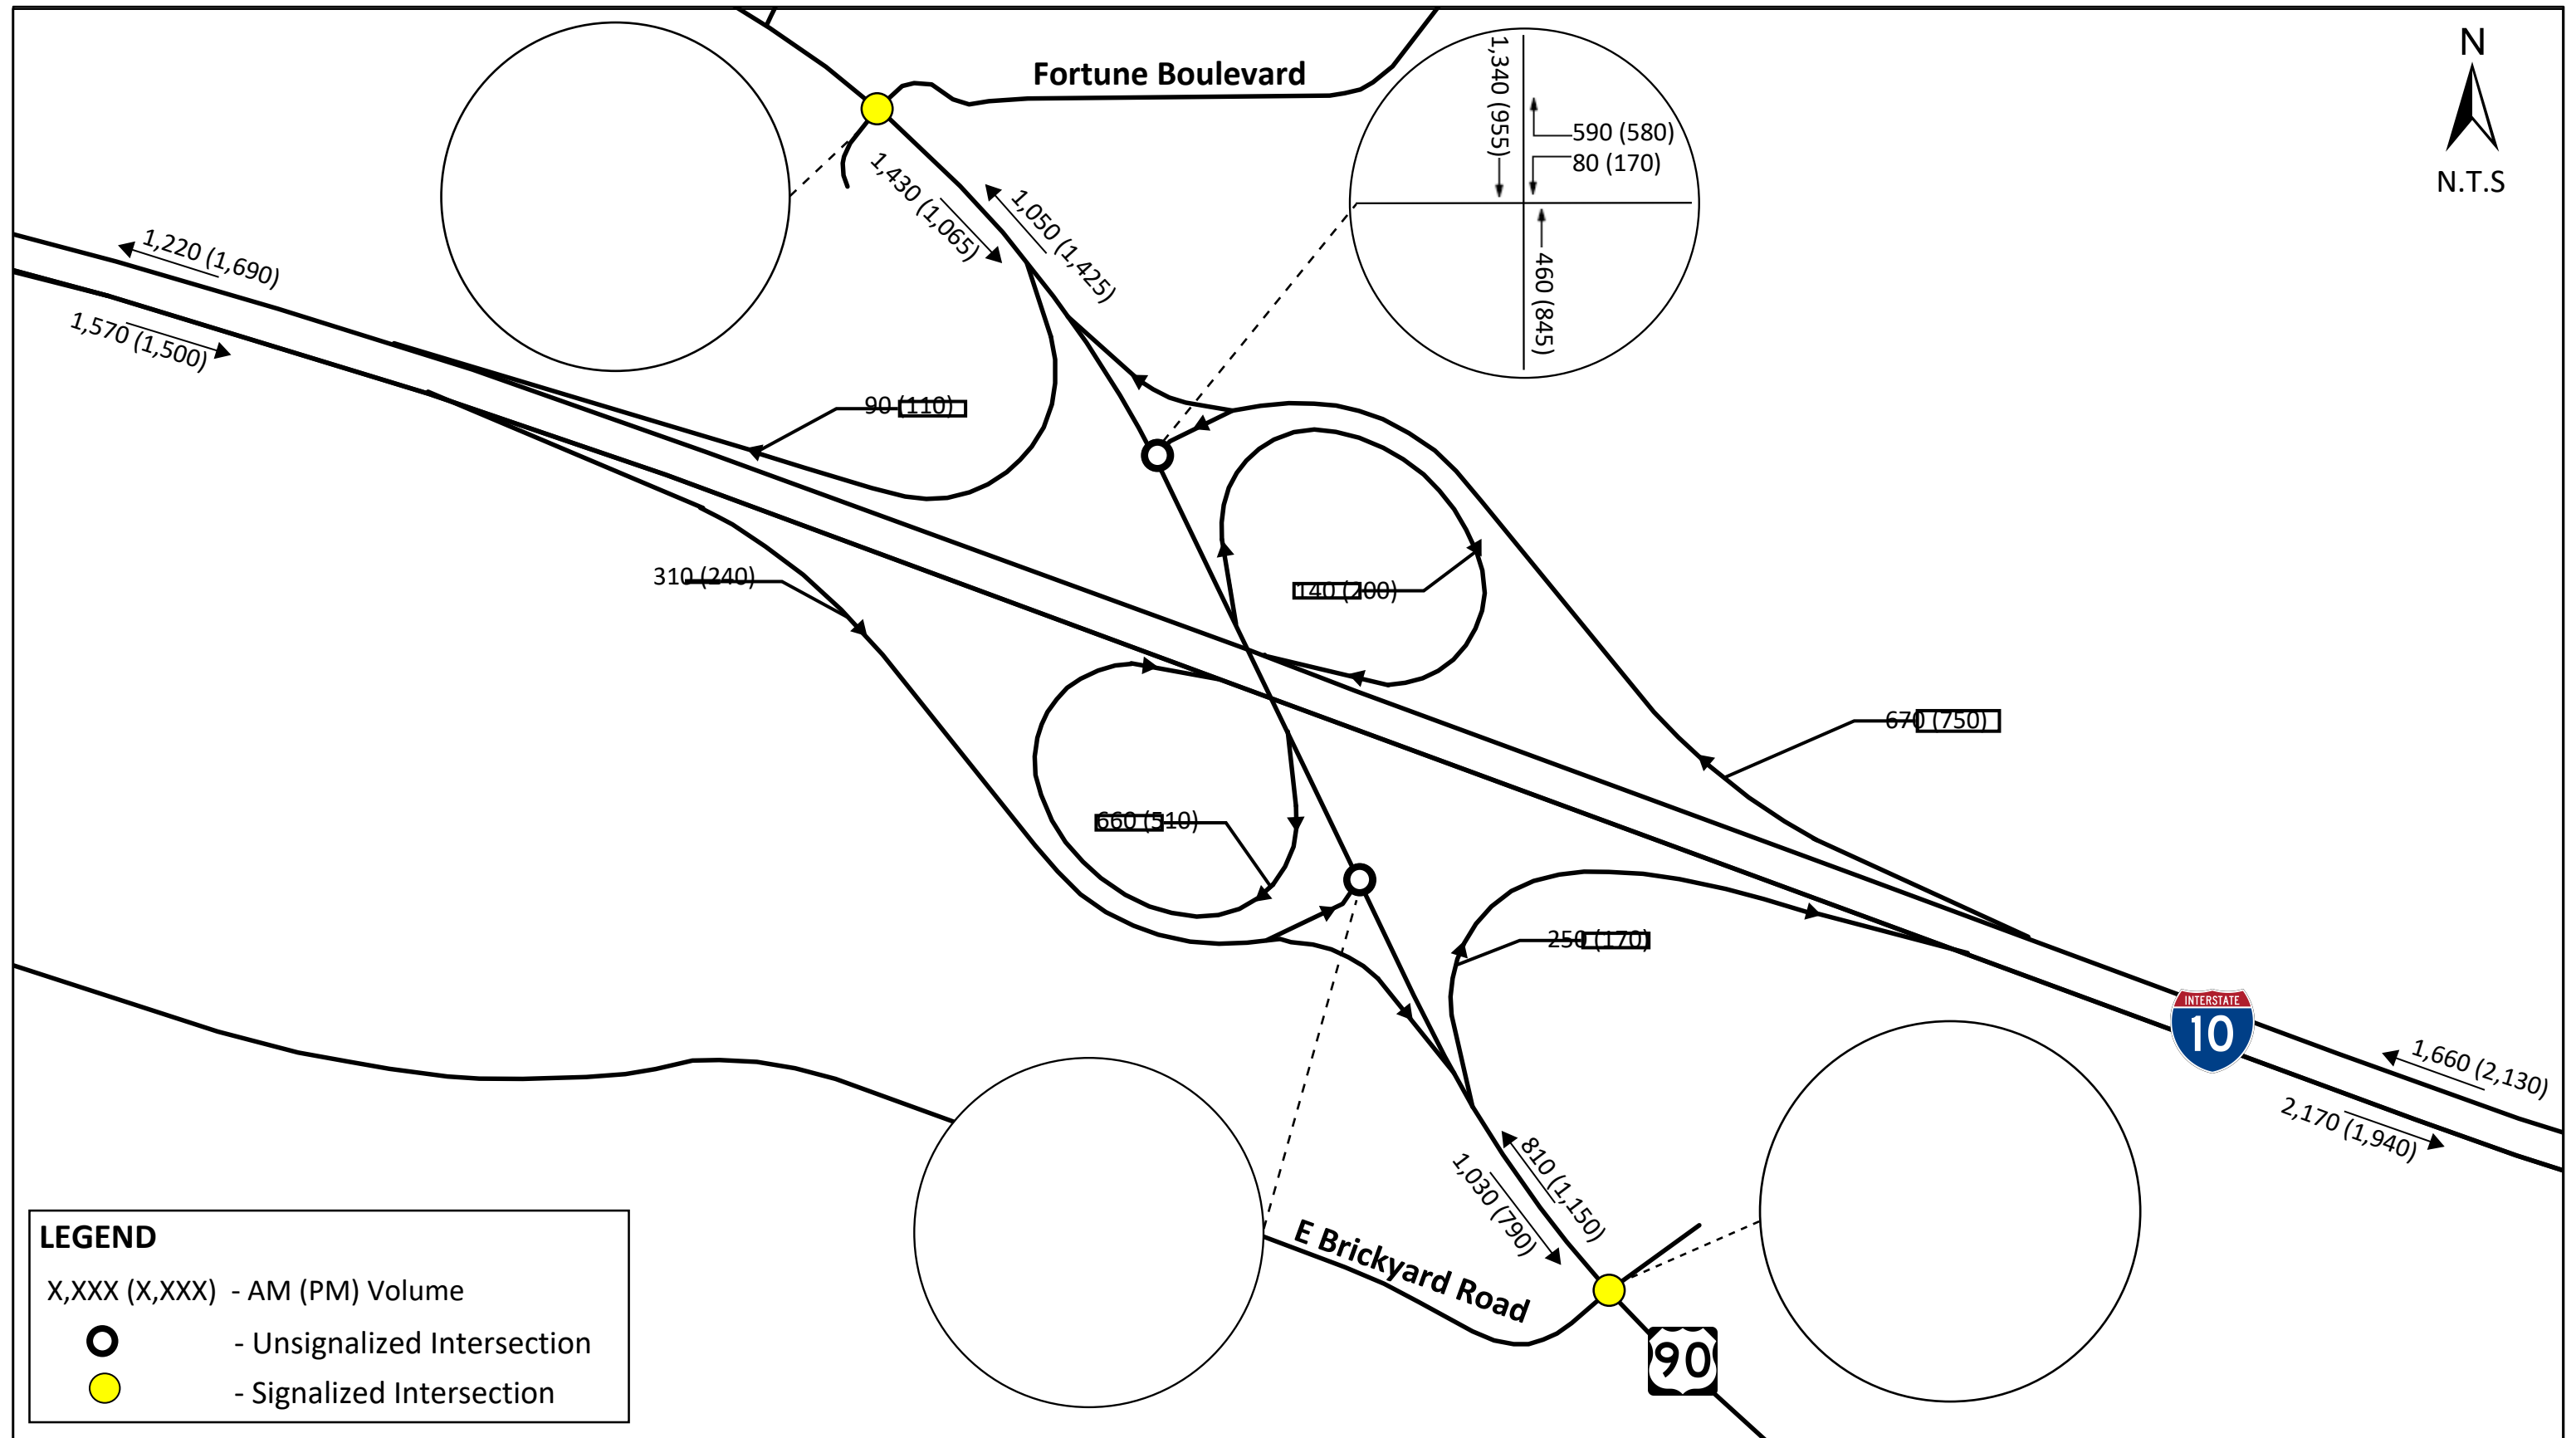 Fortune Boulevard
N
N.T.S
1,340 (955)
590 (580)
80 (170)
460 (845)
1,430 (1,065)
1,050 (1,425)
1,220 (1,690)
1,570 (1,500)
90 (110)
310 (240)
140 (200)
670 (750)
660 (510)
250 (170)
INTERSTATE
10
1,660 (2,130)
2,170 (1,940)
810 (1,150)
1,030 (790)
E Brickyard Road
90
LEGEND
X,XXX (X,XXX) - AM (PM) Volume
- Unsignalized Intersection
- Signalized Intersection